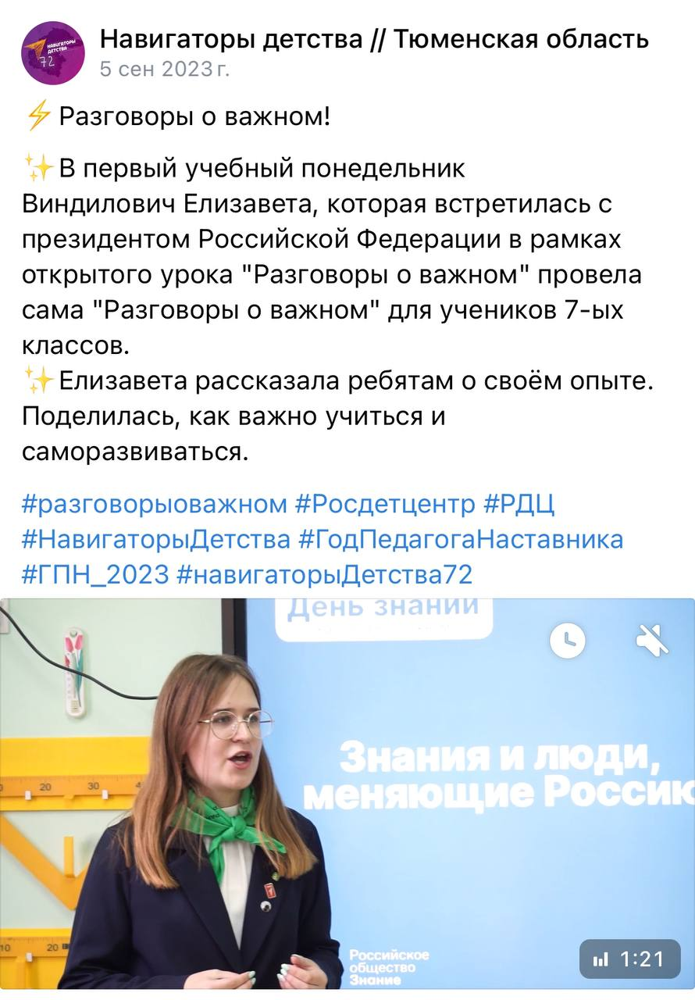 НАВИГАТОРЫ
ДЕТСТВА
72
Навигаторы детства // Тюменская область
5 сен 2023 г.
⚡Разговоры о важном!
✨В первый учебный понедельник
Виндилович Елизавета, которая встретилась с
президентом Российской Федерации в рамках
открытого урока "Разговоры о важном" провела
сама "Разговоры о важном" для учеников 7-ых
классов.
✨Елизавета рассказала ребятам о своём опыте.
Поделилась, как важно учиться и
саморазвиваться.
#разговорыоважном #Росдетцентр #РДЦ
#НавигаторыДетства #ГодПедагогаНаставника
#ГПН_2023 #навигаторыДетства72
День знаний
Знания и люди,
меняющие Россию
20 30
10 20
Российское
общество
Знание
1:21